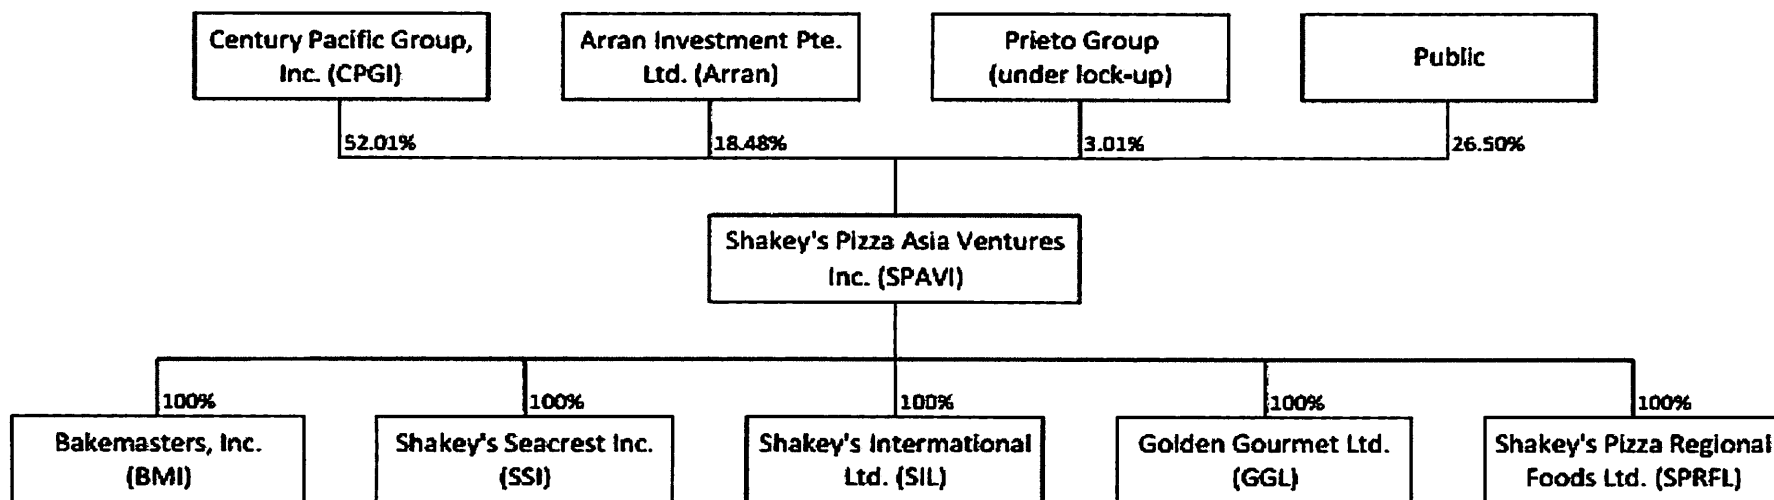 Century Pacific Group,
Inc. (CPGI)
Arran Investment Pte.
Ltd. (Arran)
Prieto Group
(under lock-up)
Public
52.01%
18.48%
3.01%
26.50%
Shakey's Pizza Asia Ventures
Inc. (SPAVI)
100%
100%
100%
100%
100%
Bakemasters, Inc.
(BMI)
Shakey's Seacrest Inc.
(SSI)
Shakey's Intermational
Ltd. (SIL)
Golden Gourmet Ltd.
(GGL)
Shakey's Pizza Regional
Foods Ltd. (SPRFL)